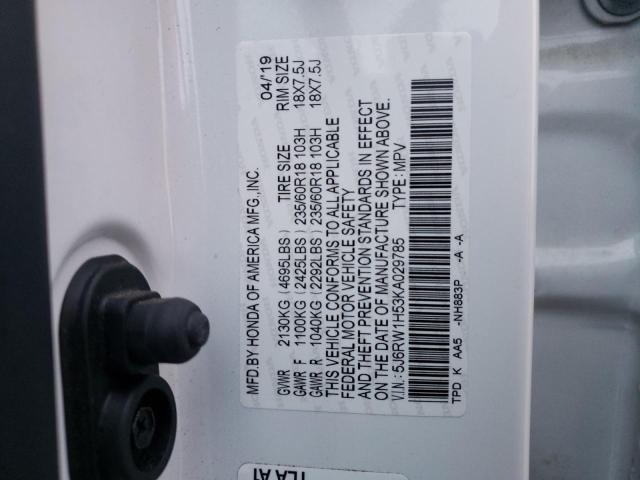 MFD.BY HONDA OF AMERICA MFG.,INC. 04/'19
GVWR 2130KG (4695LBS) TIRE SIZE RIM SIZE
GAWR F 1100KG (2425LBS) 235/60R18 103H 18X7.5J
GAWR R 1040KG (2292LBS) 235/60R18 103H 18X7.5J
THIS VEHICLE CONFORMS TO ALL APPLICABLE
FEDERAL MOTOR VEHICLE SAFETY
AND THEFT PREVENTION STANDARDS IN EFFECT
ON THE DATE OF MANUFACTURE SHOWN ABOVE.
V.I.N.: 5J6RW1H53KA029785 TYPE: MPV
TPD K AA5 -NH883P -A -A